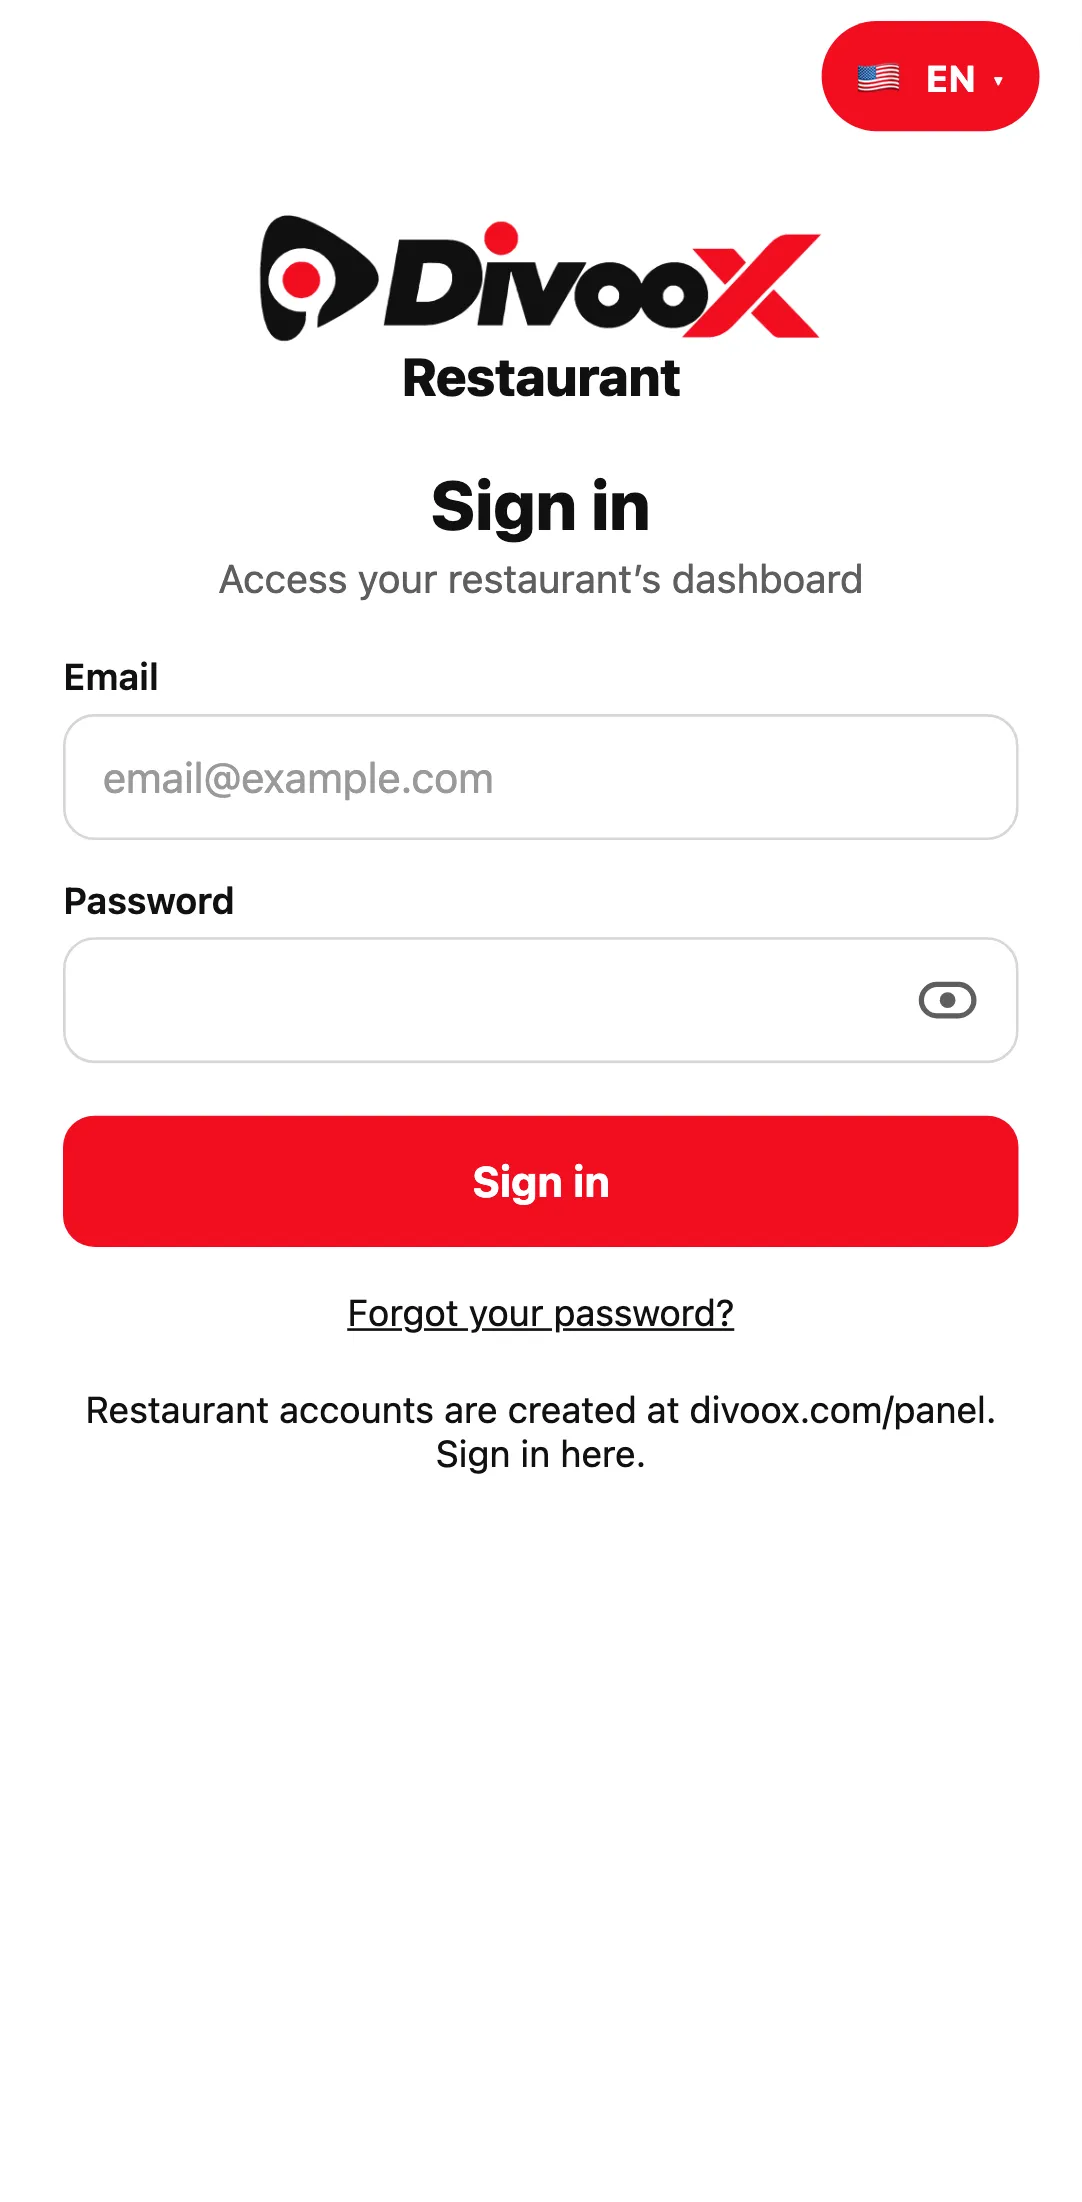 🇺🇸 EN ▾
DivooX
Restaurant
Sign in
Access your restaurant’s dashboard
Email
email@example.com
Password
Sign in
Forgot your password?
Restaurant accounts are created at divoox.com/panel.
Sign in here.